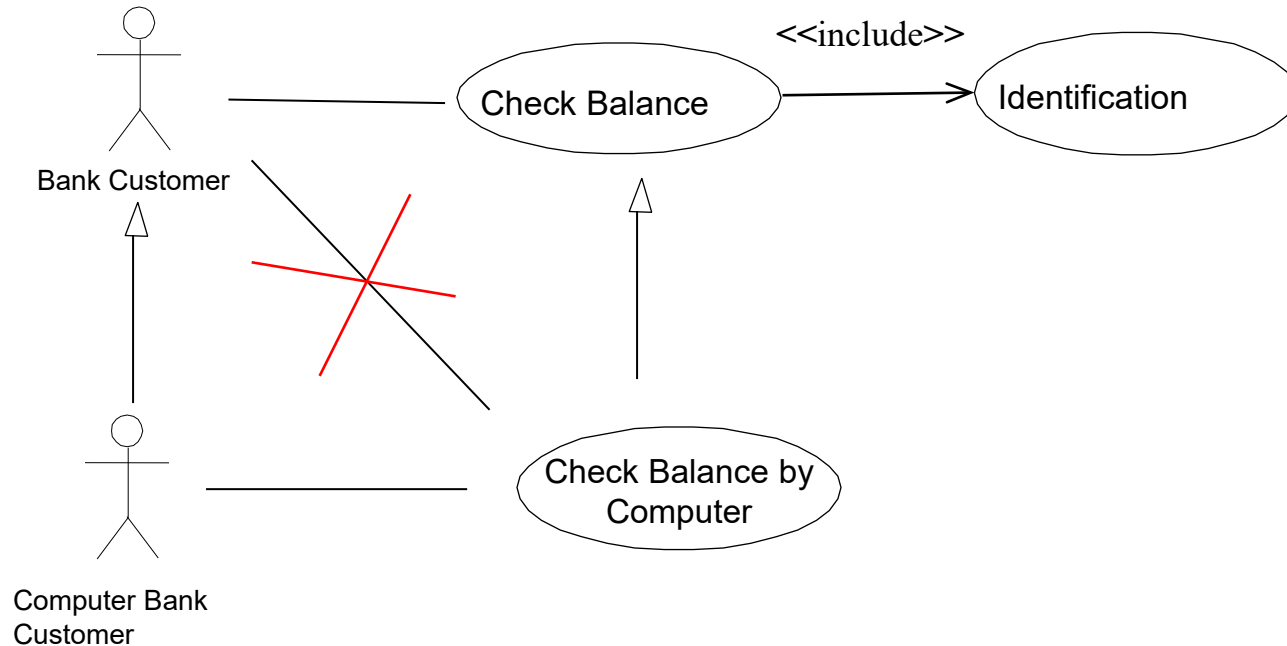 <<include>>
Check Balance
Identification
Bank Customer
Check Balance by
Computer
Computer Bank
Customer